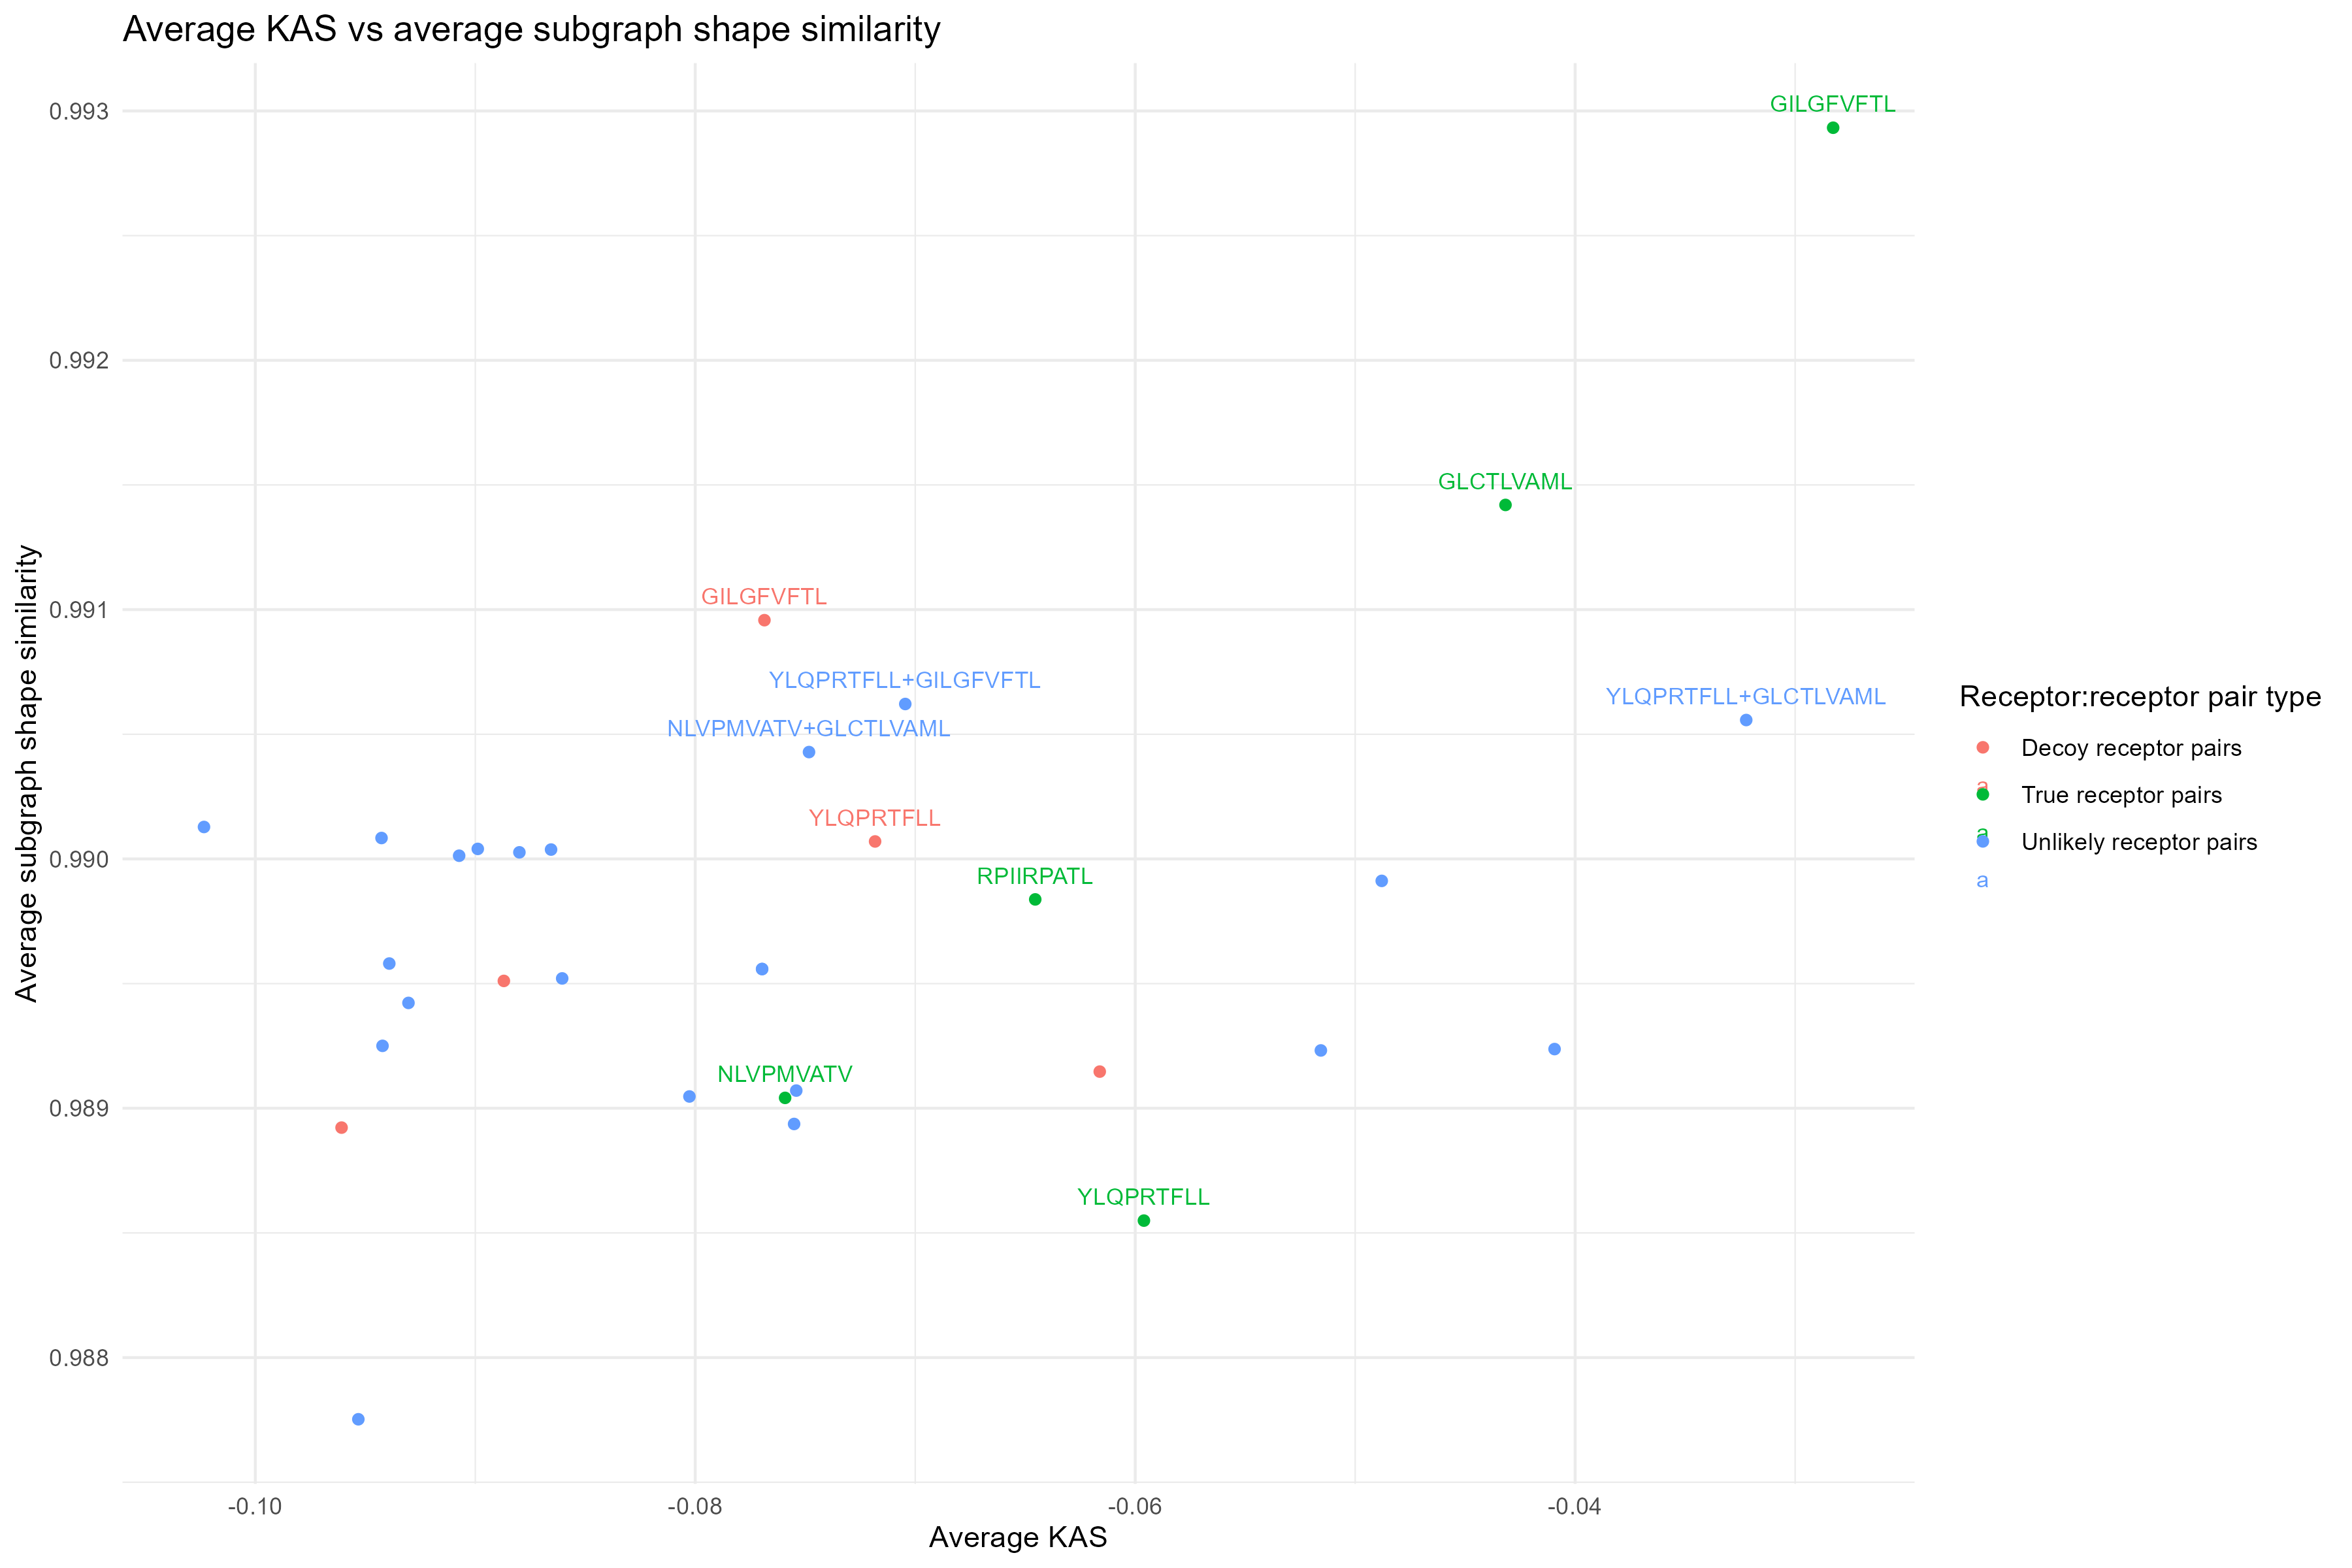 Average KAS vs average subgraph shape similarity
0.993
0.992
0.991
0.990
0.989
0.988
Average subgraph shape similarity
GILGFVFTL
GLCTLVAML
GILGFVFTL
YLQPRTFLL+GILGFVFTL
YLQPRTFLL+GLCTLVAML
NLVPMVATV+GLCTLVAML
YLQPRTFLL
RPIIRPATL
NLVPMVATV
YLQPRTFLL
-0.10
-0.08
-0.06
-0.04
Average KAS
Receptor:receptor pair type
Decoy receptor pairs
a
True receptor pairs
a
Unlikely receptor pairs
a